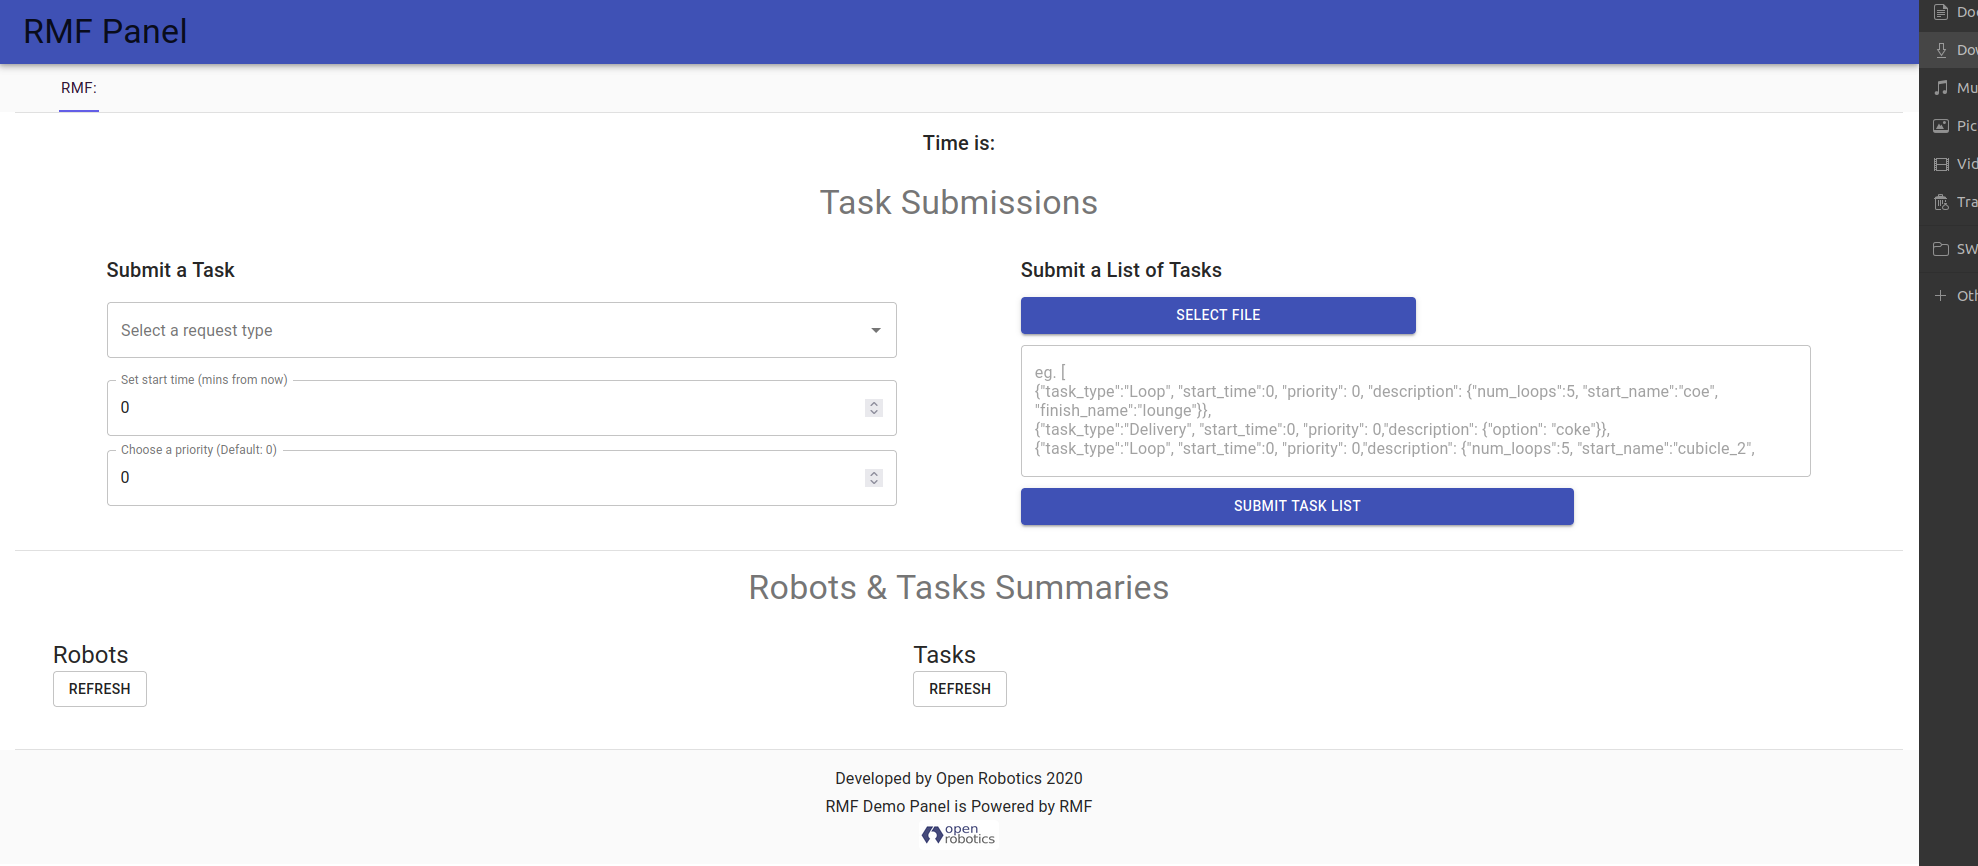 RMF Panel
RMF:
Time is:
Task Submissions
Submit a Task
Select a request type
Set start time (mins from now)
0
Choose a priority (Default: 0)
0
Submit a List of Tasks
SELECT FILE
eg. [
{"task_type":"Loop", "start_time":0, "priority": 0, "description": {"num_loops":5, "start_name":"coe",
"finish_name":"lounge"}},
{"task_type":"Delivery", "start_time":0, "priority": 0,"description": {"option": "coke"}},
{"task_type":"Loop", "start_time":0, "priority": 0,"description": {"num_loops":5, "start_name":"cubicle_2",
SUBMIT TASK LIST
Robots & Tasks Summaries
Robots
REFRESH
Tasks
REFRESH
Developed by Open Robotics 2020
RMF Demo Panel is Powered by RMF
open
robotics
Mu
Pic
Vid
Tra
SW
Oth